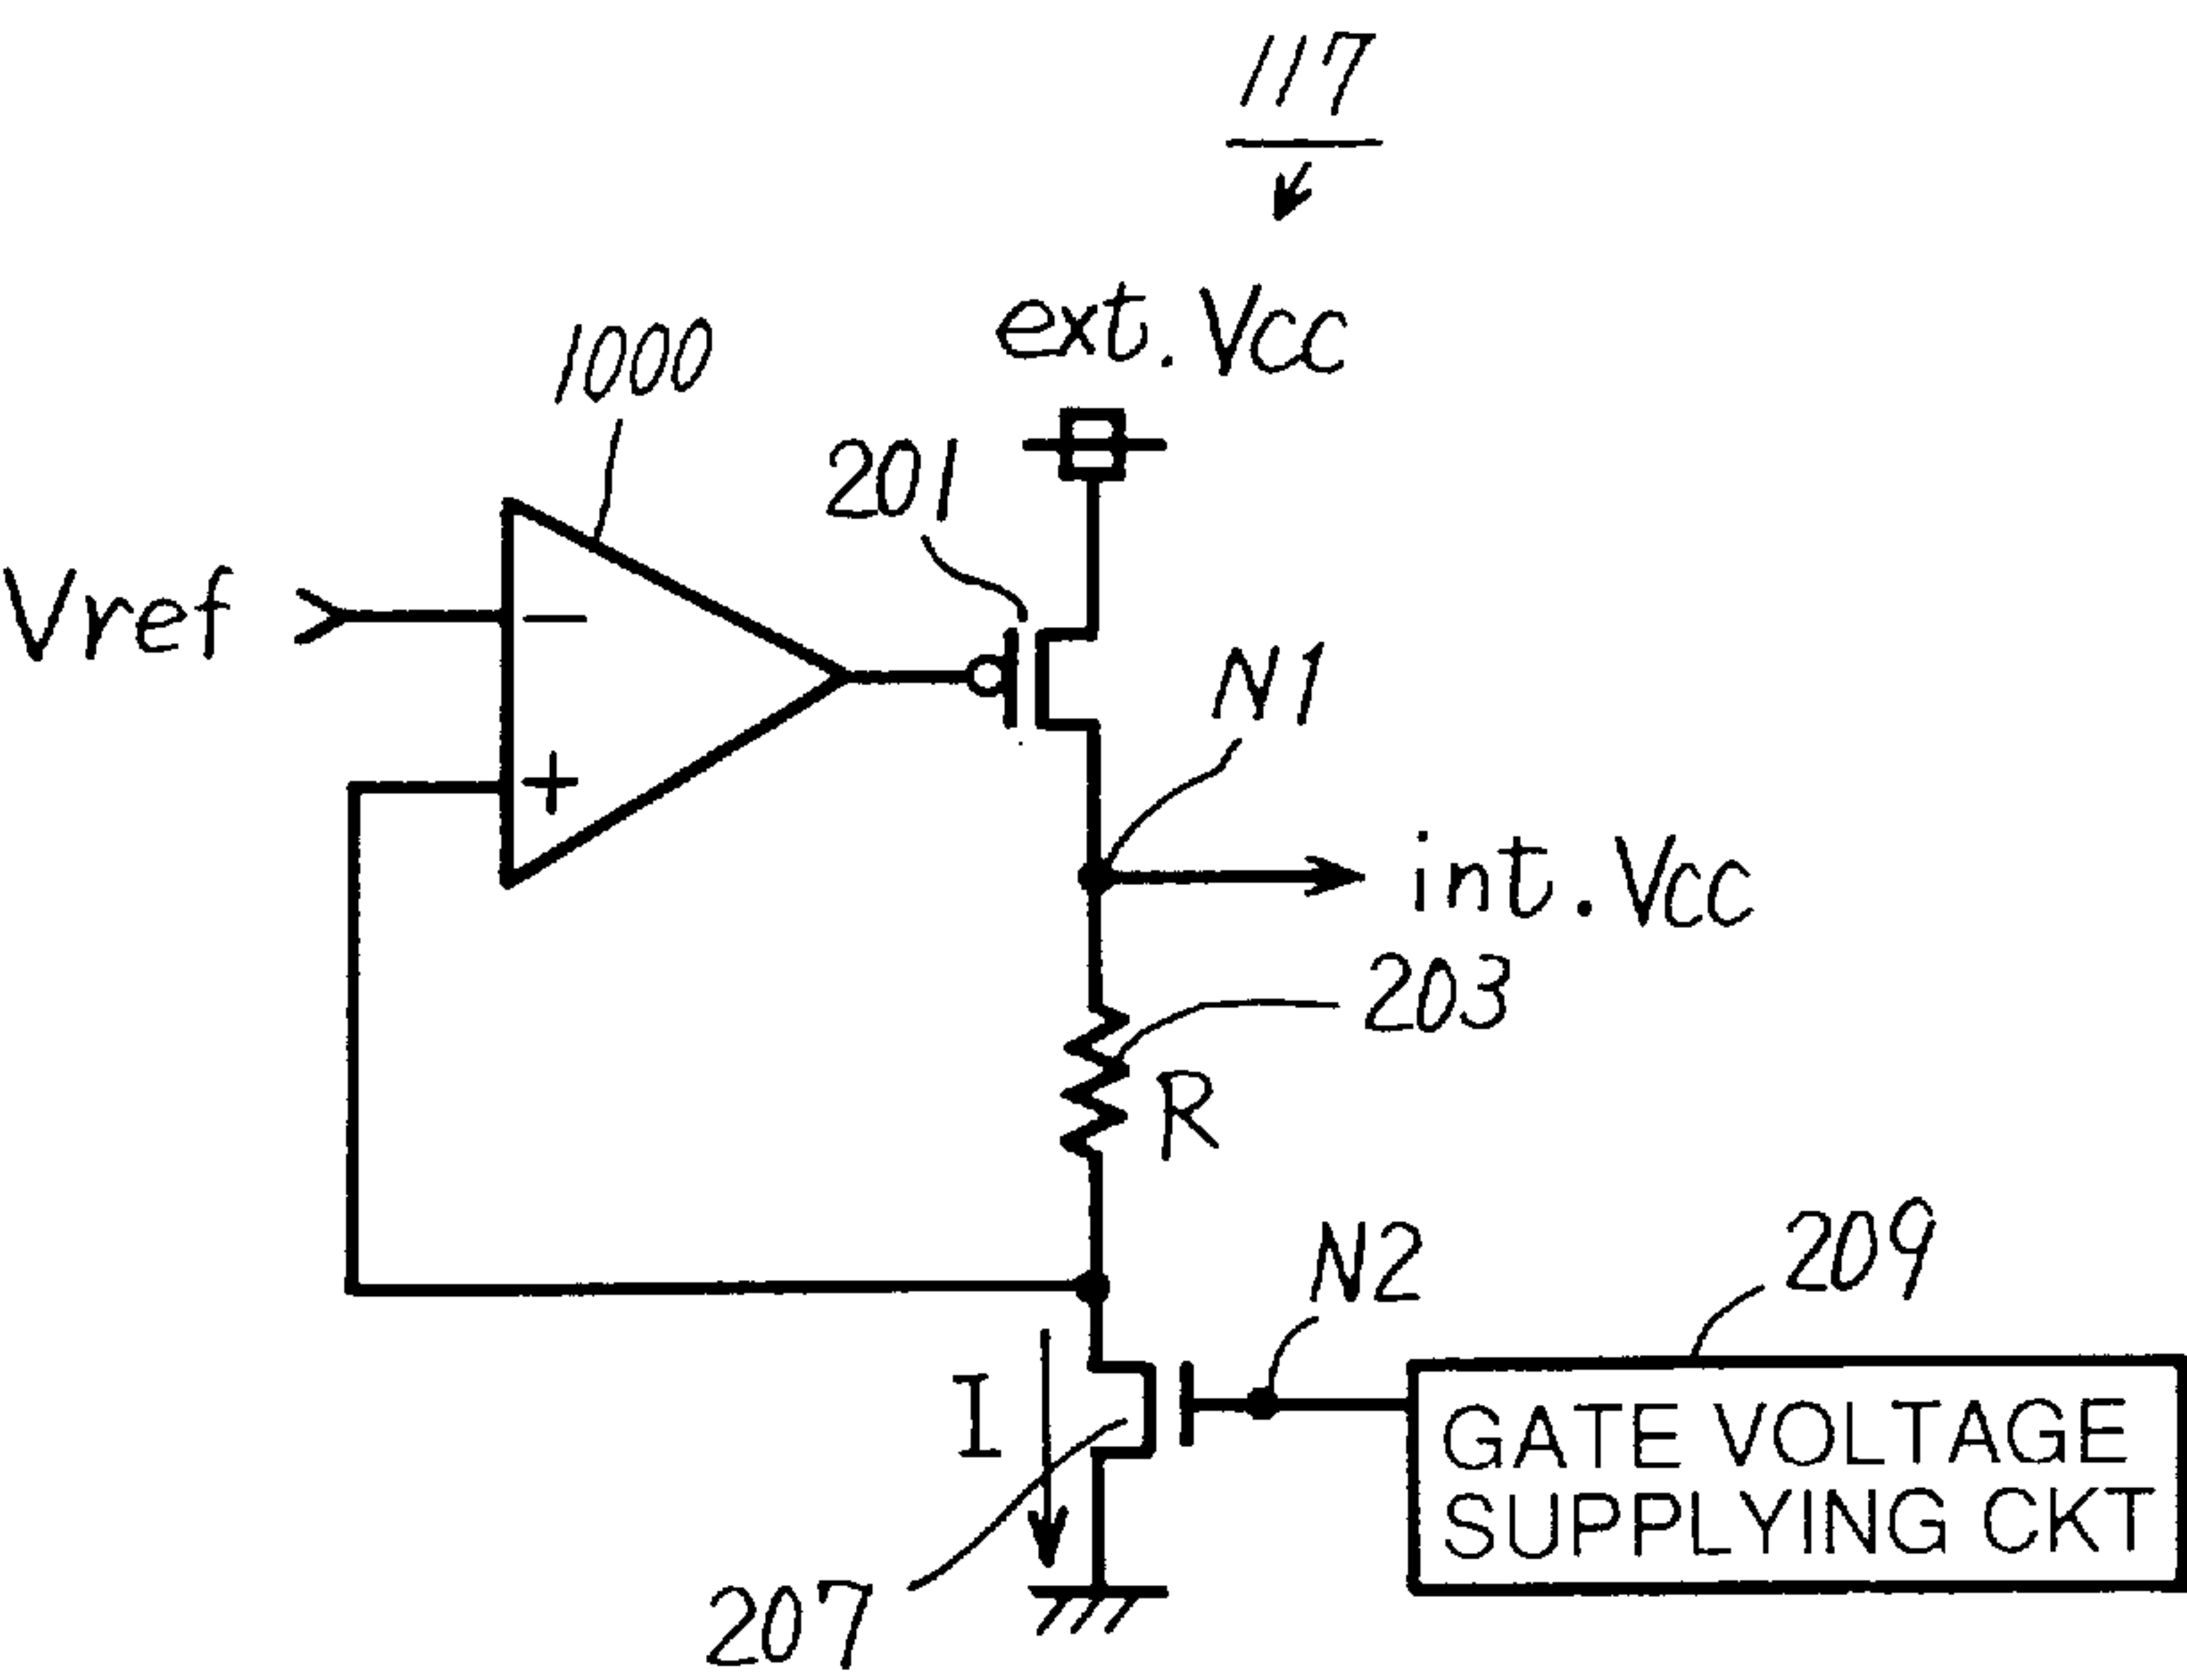 117
ext. Vcc
1000
201
Vref
−
N1
+
int. Vcc
203
R
N2
209
I
GATE VOLTAGE
SUPPLYING CKT
207